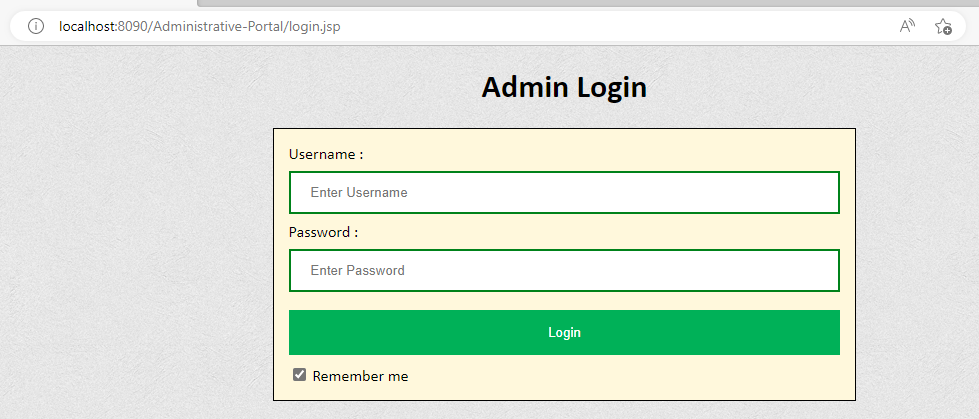 localhost:8090/Administrative-Portal/login.jsp
Admin Login
Username :
Enter Username
Password :
Enter Password
Login
Remember me